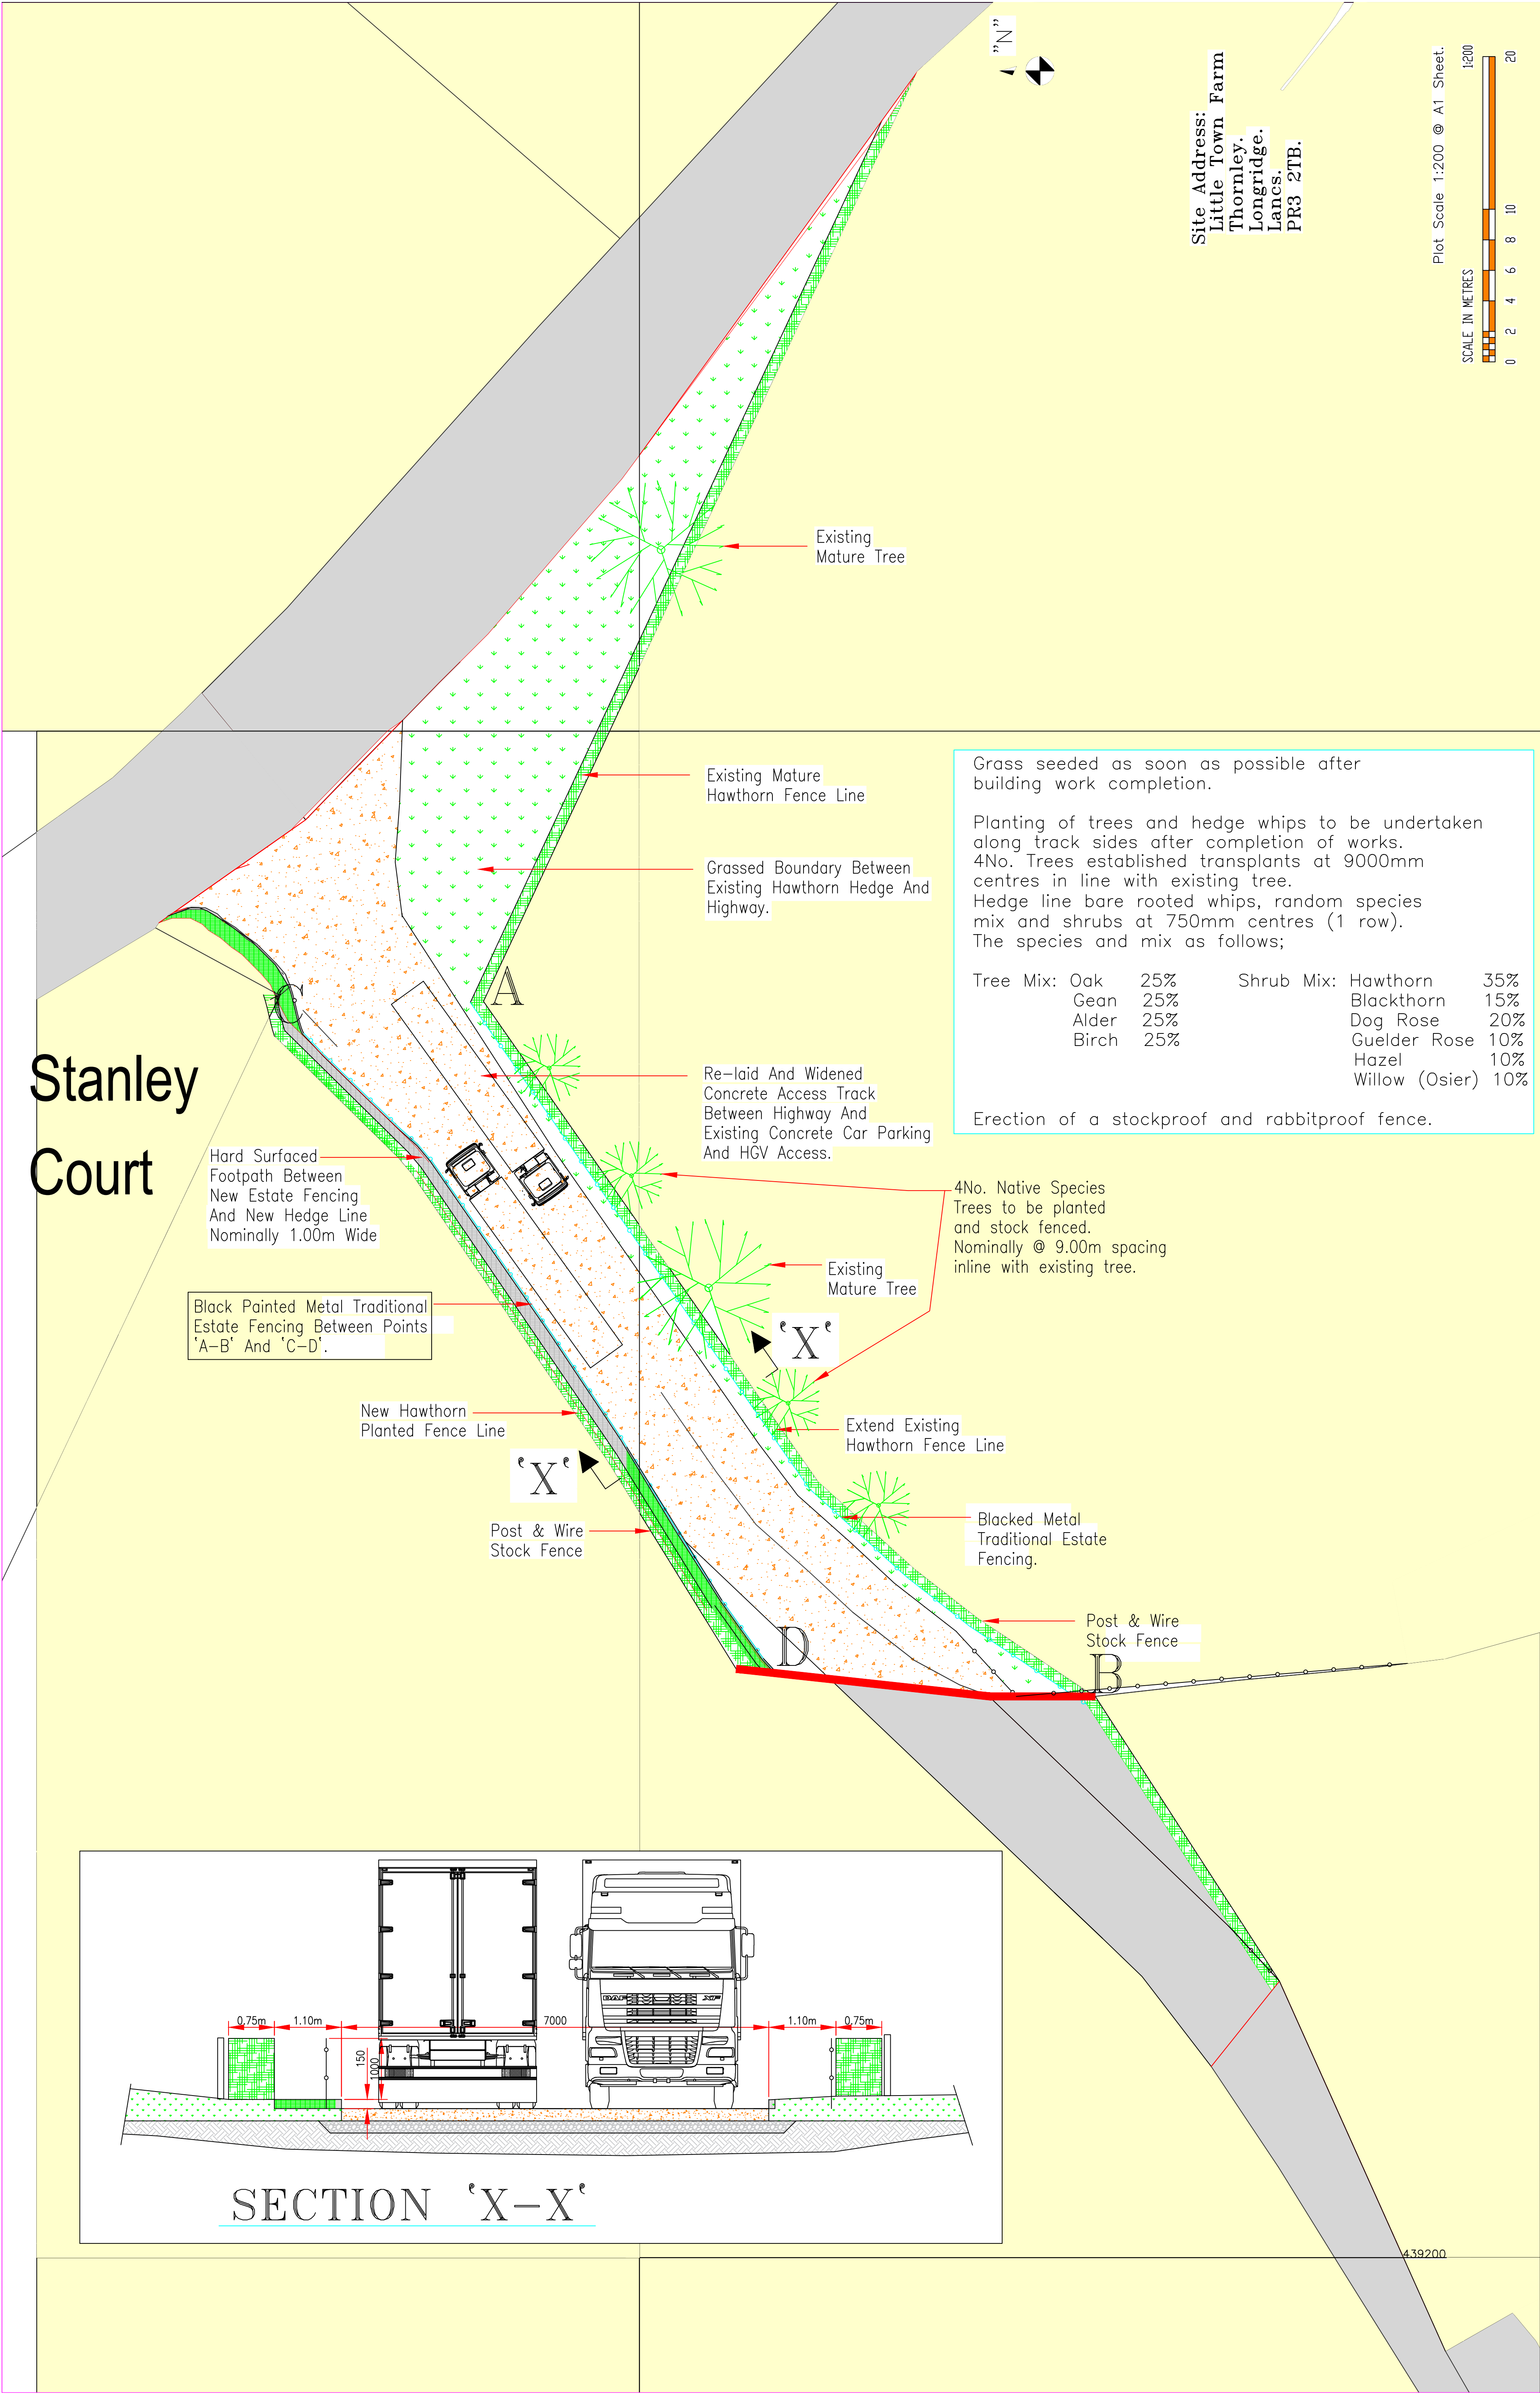 "N"
Site Address:
Little Town Farm
Thornley.
Longridge.
Lancs.
PR3 2TB.
Plot Scale 1:200 @ A1 Sheet.
SCALE IN METRES
1:200
0 2 4 6 8 10 20
Existing
Mature Tree
Existing Mature
Hawthorn Fence Line
Grassed Boundary Between
Existing Hawthorn Hedge And
Highway.
Grass seeded as soon as possible after
building work completion.
Planting of trees and hedge whips to be undertaken
along track sides after completion of works.
4No. Trees established transplants at 9000mm
centres in line with existing tree.
Hedge line bare rooted whips, random species
mix and shrubs at 750mm centres (1 row).
The species and mix as follows;
Tree Mix: Oak 25% Shrub Mix: Hawthorn 35%
Gean 25% Blackthorn 15%
Alder 25% Dog Rose 20%
Birch 25% Guelder Rose 10%
Hazel 10%
Willow (Osier) 10%
Erection of a stockproof and rabbitproof fence.
A
C
Stanley
Court
Re-laid And Widened
Concrete Access Track
Between Highway And
Existing Concrete Car Parking
And HGV Access.
Hard Surfaced
Footpath Between
New Estate Fencing
And New Hedge Line
Nominally 1.00m Wide
4No. Native Species
Trees to be planted
and stock fenced.
Nominally @ 9.00m spacing
inline with existing tree.
Existing
Mature Tree
Black Painted Metal Traditional
Estate Fencing Between Points
'A-B' And 'C-D'.
'X'
New Hawthorn
Planted Fence Line
Extend Existing
Hawthorn Fence Line
'X'
Post & Wire
Stock Fence
Blacked Metal
Traditional Estate
Fencing.
Post & Wire
Stock Fence
D
B
DAF XF
0.75m 1.10m 7000 1.10m 0.75m
150
1000
SECTION 'X-X'
439200